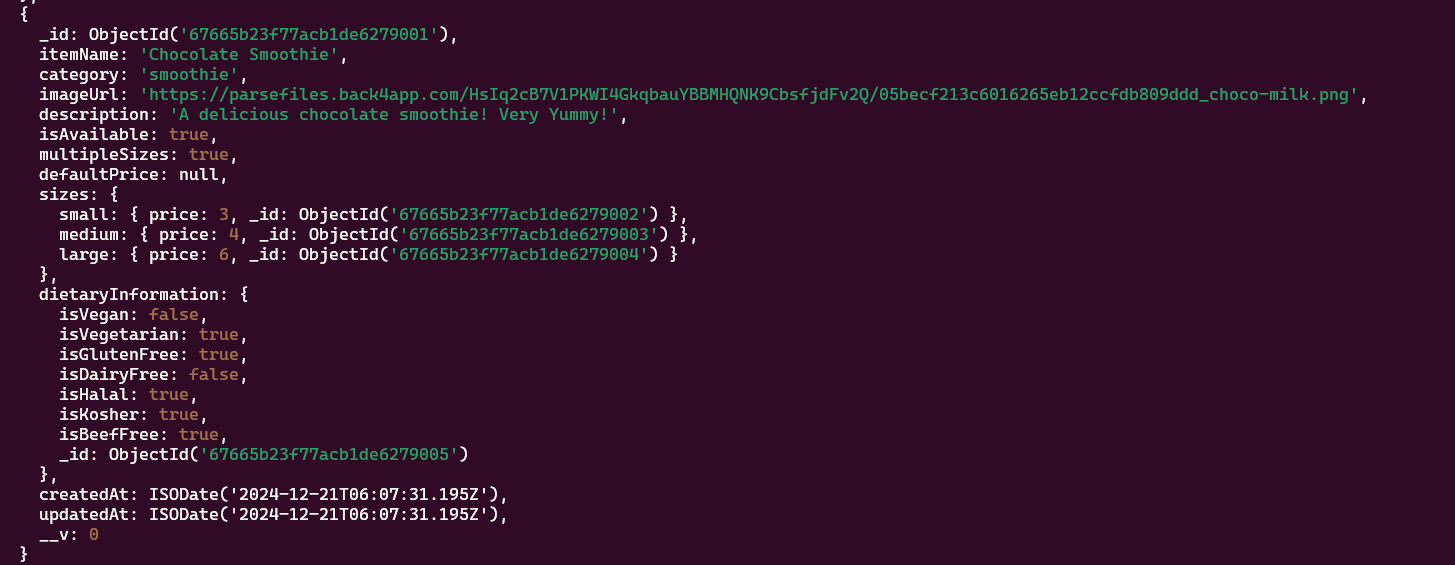 {
_id: ObjectId('67665b23f77acb1de6279001'),
itemName: 'Chocolate Smoothie',
category: 'smoothie',
imageUrl: 'https://parsefiles.back4app.com/HsIq2cB7V1PKWI4GkqbauYBBMHQNK9CbsfjdFv2Q/05becf213c6016265eb12ccfdb809ddd_choco-milk.png',
description: 'A delicious chocolate smoothie! Very Yummy!',
isAvailable: true,
multipleSizes: true,
defaultPrice: null,
sizes: {
small: { price: 3, _id: ObjectId('67665b23f77acb1de6279002') },
medium: { price: 4, _id: ObjectId('67665b23f77acb1de6279003') },
large: { price: 6, _id: ObjectId('67665b23f77acb1de6279004') }
},
dietaryInformation: {
isVegan: false,
isVegetarian: true,
isGlutenFree: true,
isDairyFree: false,
isHalal: true,
isKosher: true,
isBeefFree: true,
_id: ObjectId('67665b23f77acb1de6279005')
},
createdAt: ISODate('2024-12-21T06:07:31.195Z'),
updatedAt: ISODate('2024-12-21T06:07:31.195Z'),
__v: 0
}